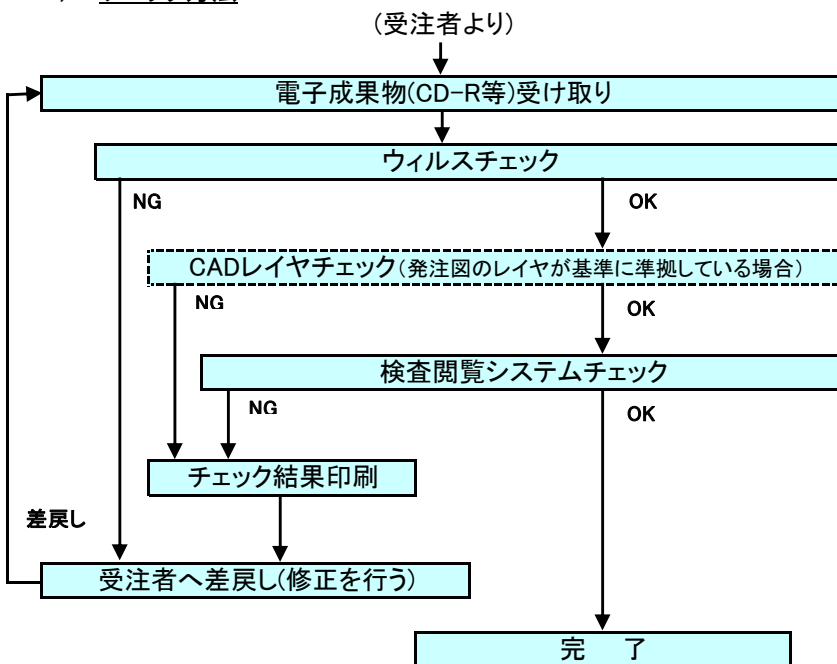 (受注者より)
電子成果物(CD-R等)受け取り
ウィルスチェック
NG
OK
CADレイヤチェック(発注図のレイヤが基準に準拠している場合)
NG
OK
検査閲覧システムチェック
NG
OK
チェック結果印刷
差戻し
受注者へ差戻し(修正を行う)
完　了